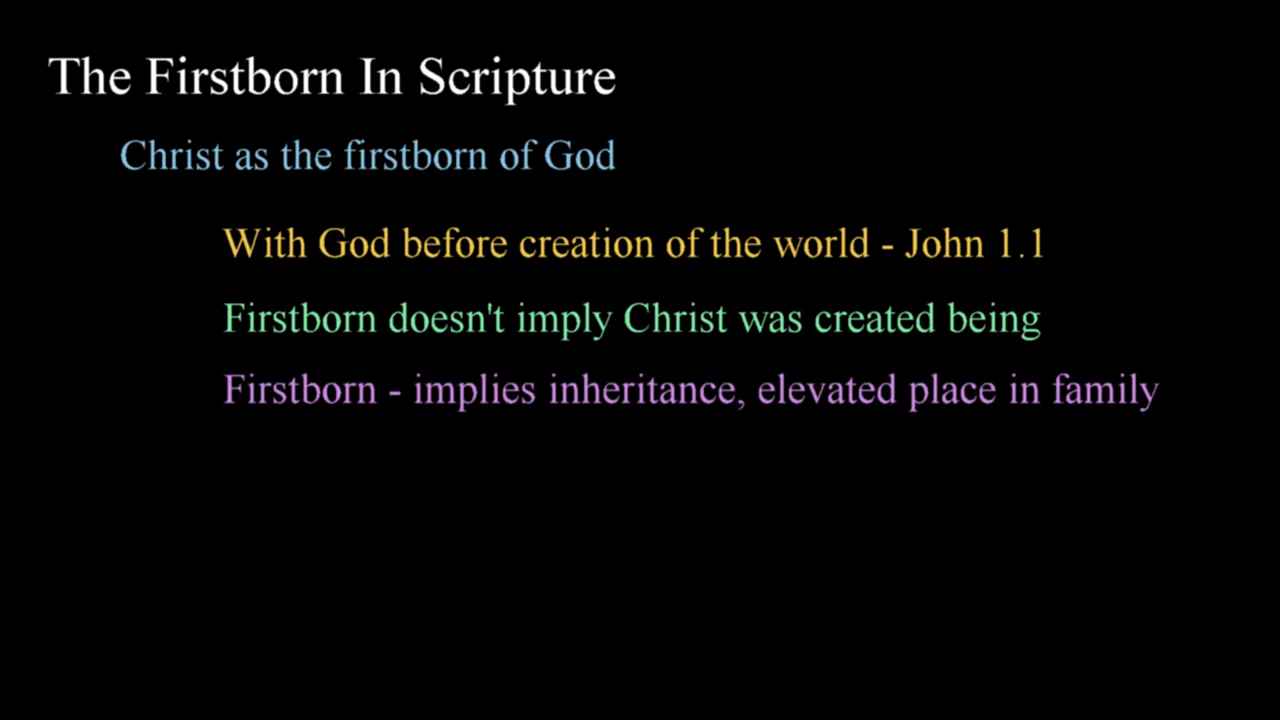 The Firstborn In Scripture
Christ as the firstborn of God
With God before creation of the world - John 1.1
Firstborn doesn't imply Christ was created being
Firstborn - implies inheritance, elevated place in family